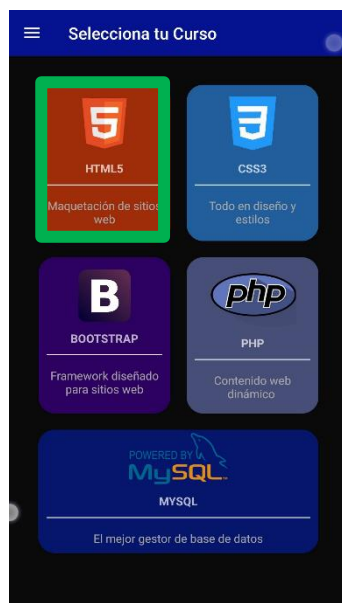 Selecciona tu Curso
5
HTML5
Maquetación de sitios
web
3
CSS3
Todo en diseño y
estilos
B
BOOTSTRAP
Framework diseñado
para sitios web
php
PHP
Contenido web
dinámico
POWERED BY
MySQL
MYSQL
El mejor gestor de base de datos